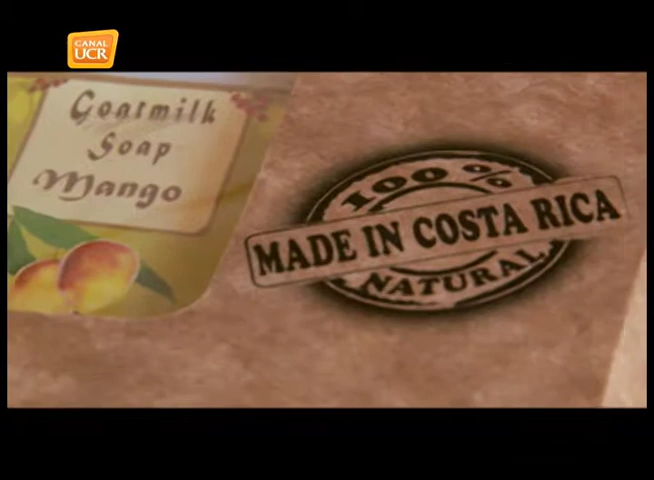 CANAL
UCR
Goatmilk
Soap
Mango
100 %
MADE IN COSTA RICA
NATURAL